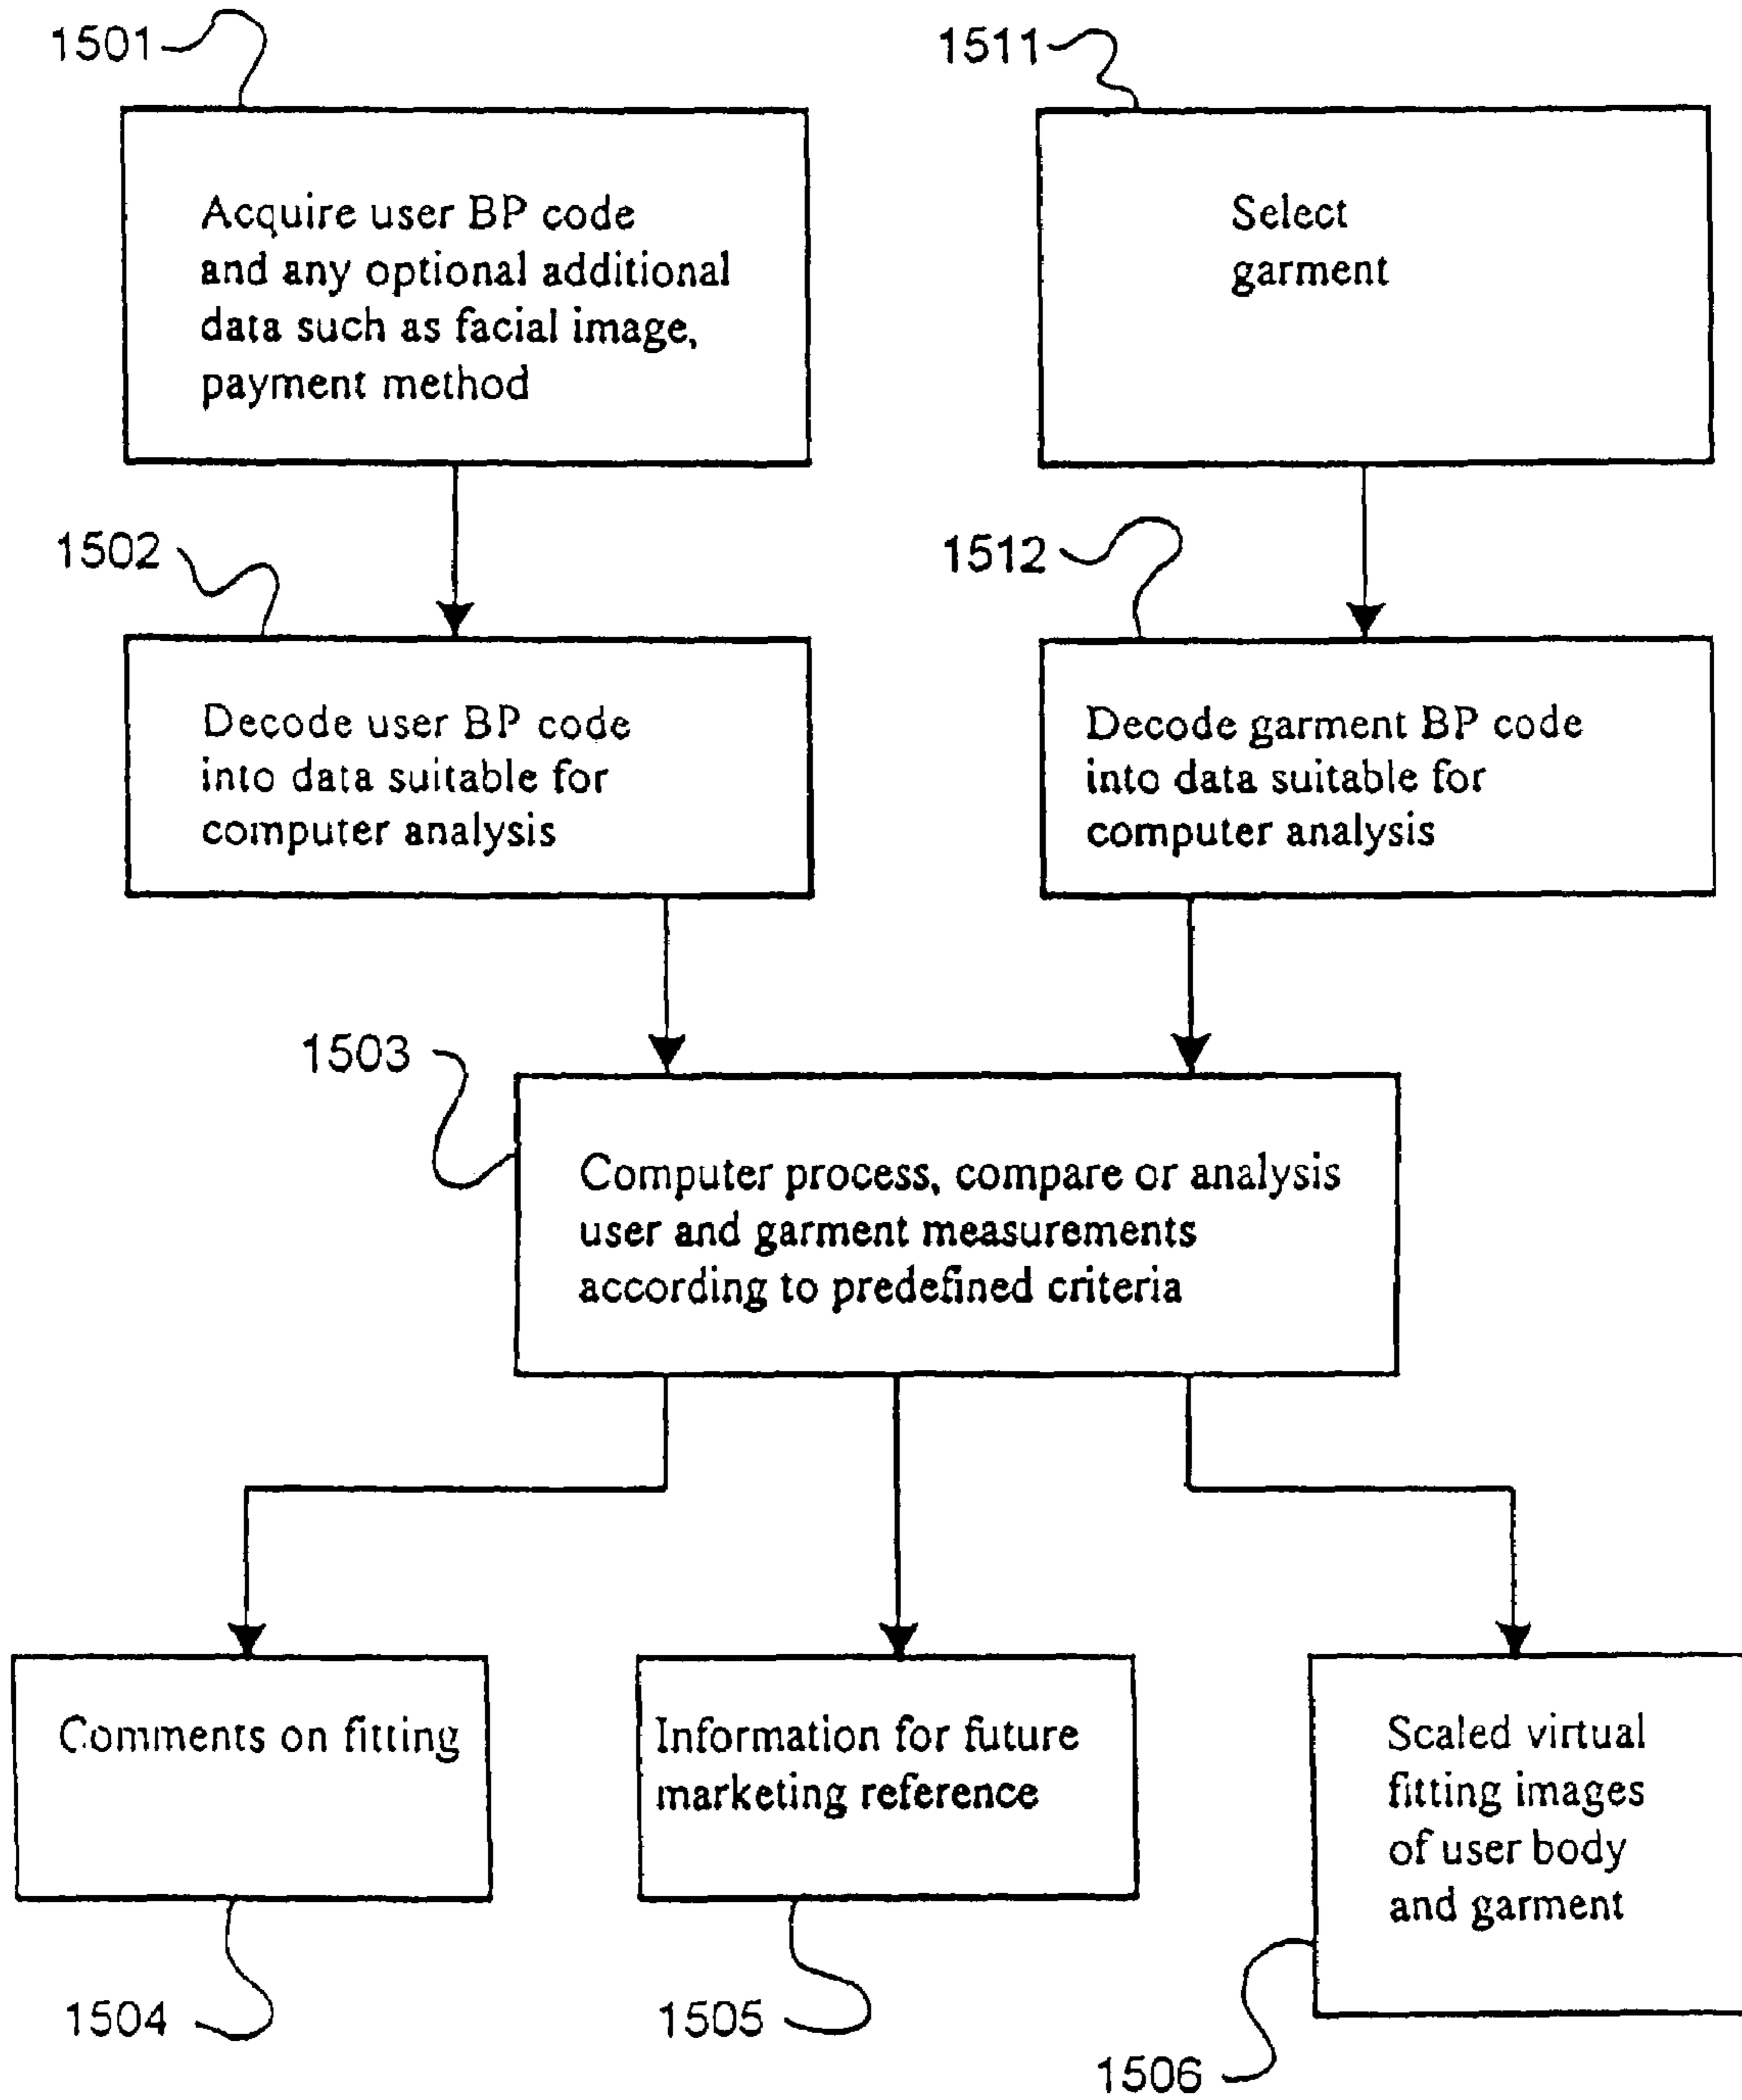 1501
1511
Acquire user BP code
and any optional additional
data such as facial image,
payment method
Select
garment
1502
1512
Decode user BP code
into data suitable for
computer analysis
Decode garment BP code
into data suitable for
computer analysis
1503
Computer process, compare or analysis
user and garment measurements
according to predefined criteria
Comments on fitting
Information for future
marketing reference
Scaled virtual
fitting images
of user body
and garment
1504
1505
1506